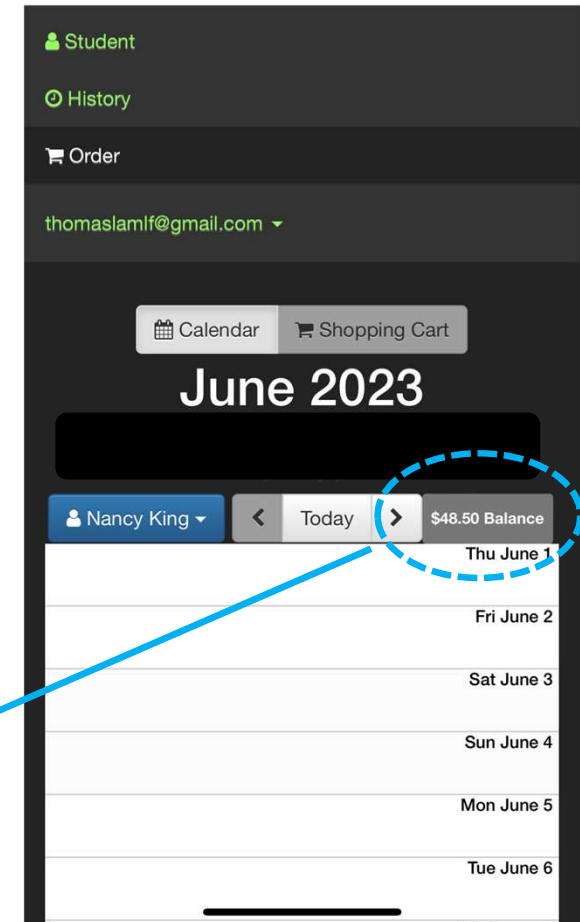 Student
History
Order
thomaslamlf@gmail.com
Calendar Shopping Cart
June 2023
Nancy King Today $48.50 Balance
Thu June 1
Fri June 2
Sat June 3
Sun June 4
Mon June 5
Tue June 6